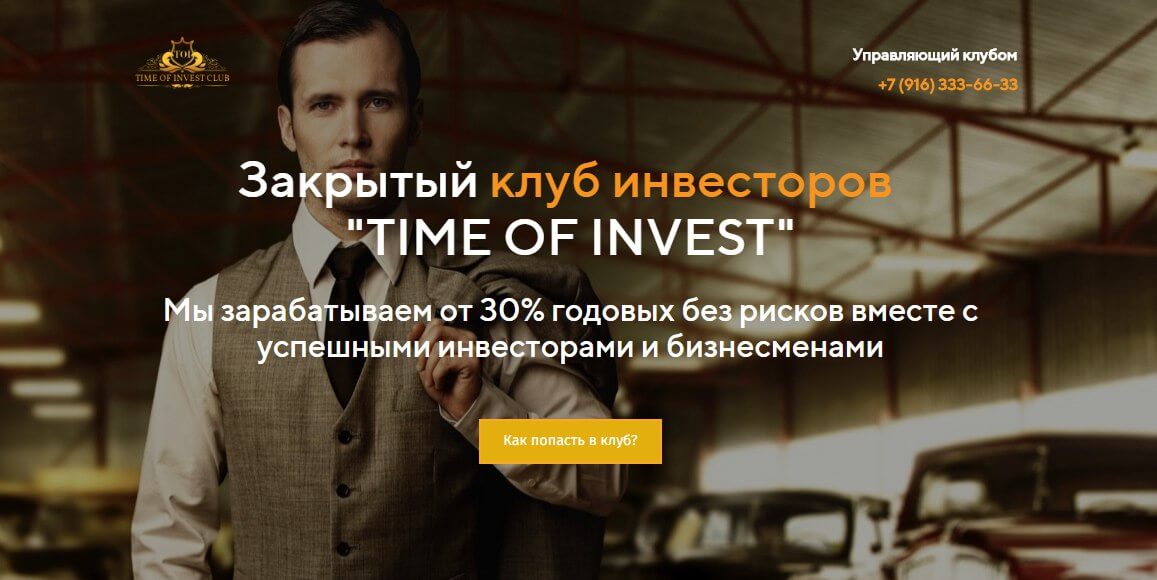 TOI
TIME OF INVEST CLUB
Управляющий клубом
+7 (916) 333-66-33
Закрытый клуб инвесторов
"TIME OF INVEST"
Мы зарабатываем от 30% годовых без рисков вместе с
успешными инвесторами и бизнесменами
Как попасть в клуб?